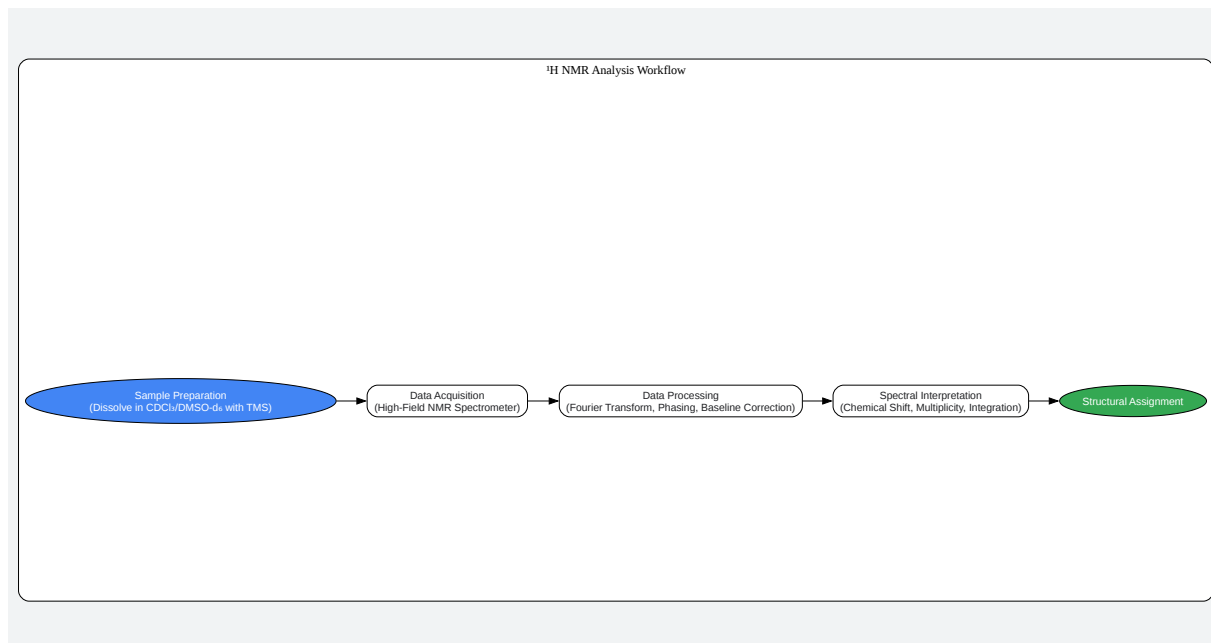 ¹H NMR Analysis Workflow
Sample Preparation
(Dissolve in CDCl₃/DMSO-d₆ with TMS)
Data Acquisition
(High-Field NMR Spectrometer)
Data Processing
(Fourier Transform, Phasing, Baseline Correction)
Spectral Interpretation
(Chemical Shift, Multiplicity, Integration)
Structural Assignment